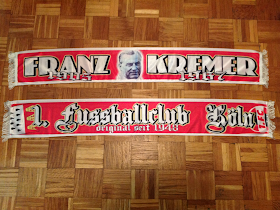 FRANZ KREMER
1905 1967
1. Fussballclub Köln
original seit 1948